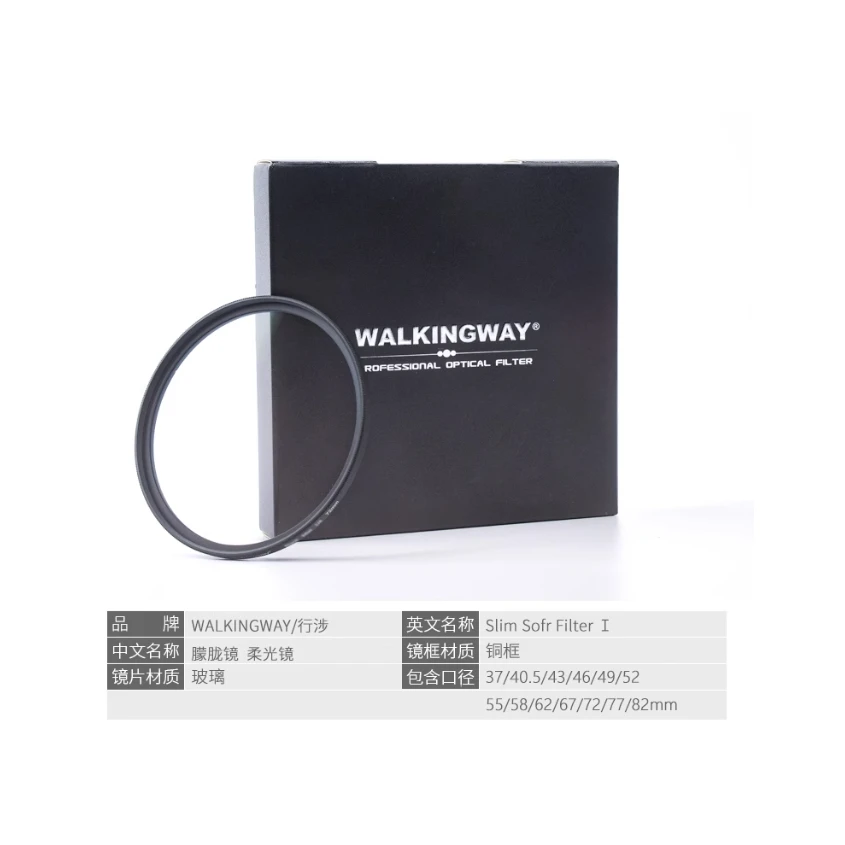 WALKINGWAY®
ROFESSIONAL OPTICAL FILTER
品 牌 WALKINGWAY/行涉 英文名称 Slim Sofr Filter Ⅰ
中文名称 朦胧镜 柔光镜 镜框材质 铜框
镜片材质 玻璃 包含口径 37/40.5/43/46/49/52
55/58/62/67/72/77/82mm